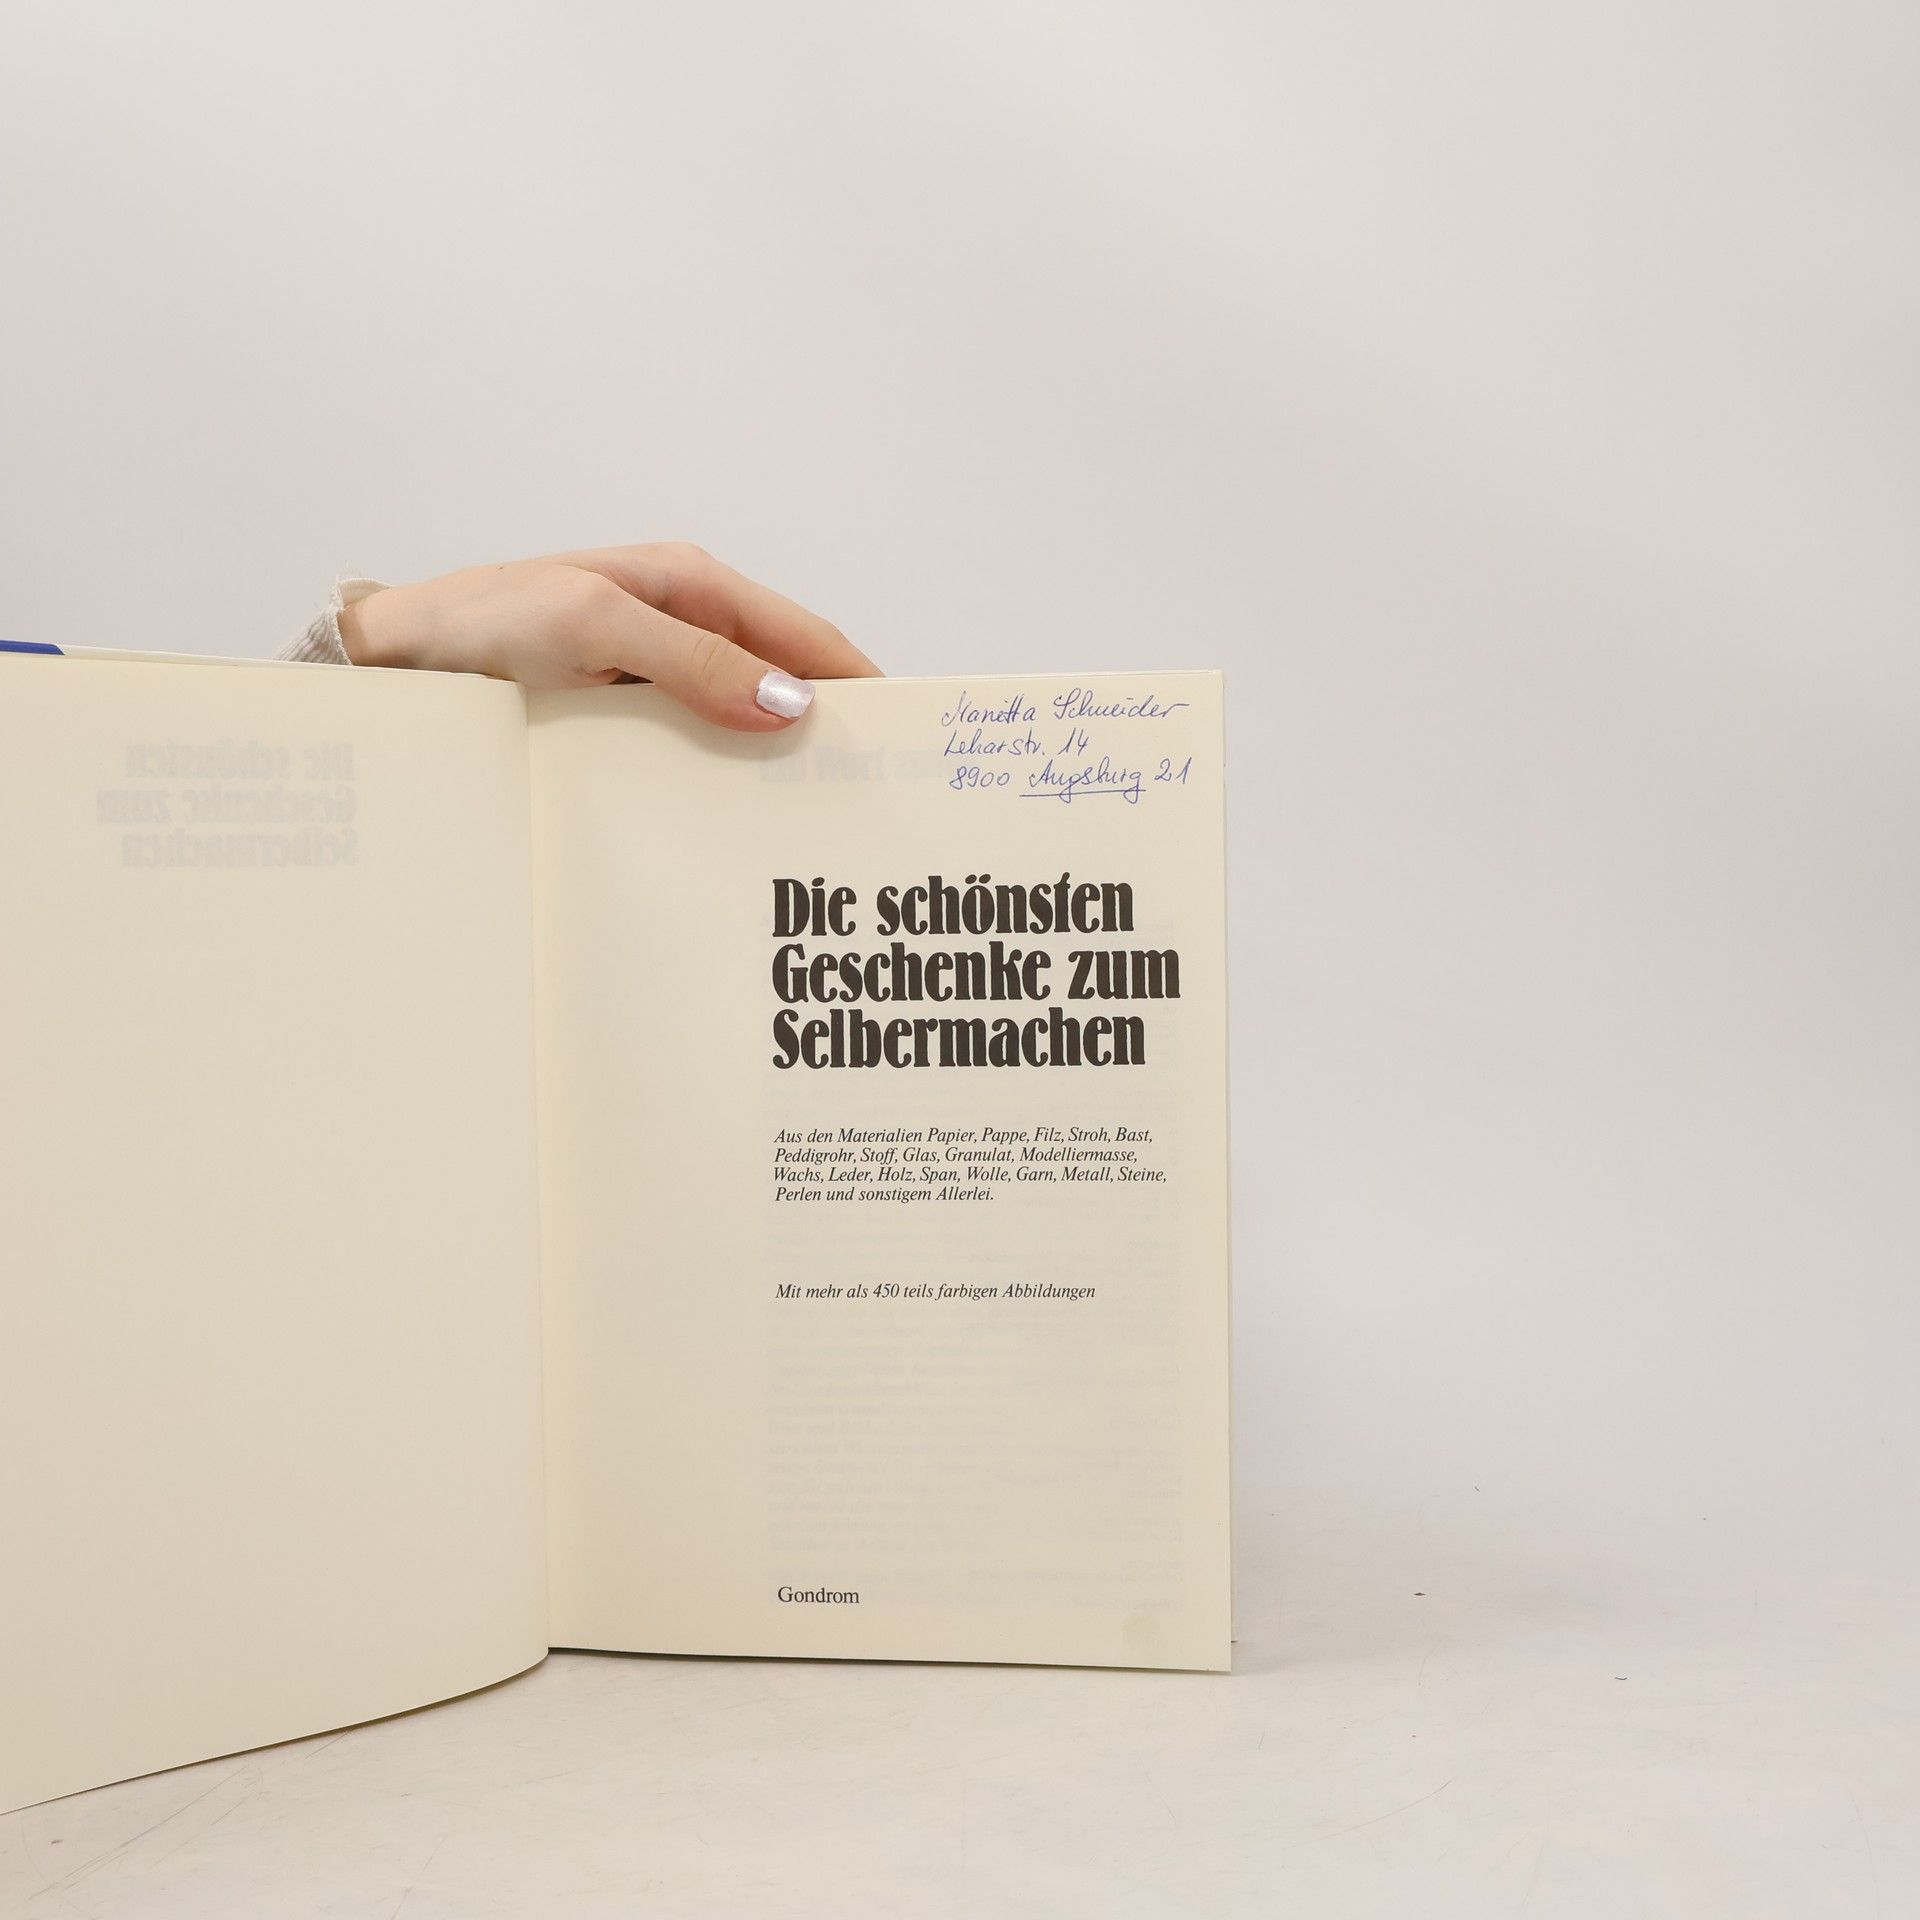 Marietta Schneider
Leharstr. 14
8900 Augsburg 21
Die schönsten
Geschenke zum
Selbermachen
Aus den Materialien Papier, Pappe, Filz, Stroh, Bast,
Peddigrohr, Stoff, Glas, Granulat, Modelliermasse,
Wachs, Leder, Holz, Span, Wolle, Garn, Metall, Steine,
Perlen und sonstigem Allerlei.
Mit mehr als 450 teils farbigen Abbildungen
Gondrom